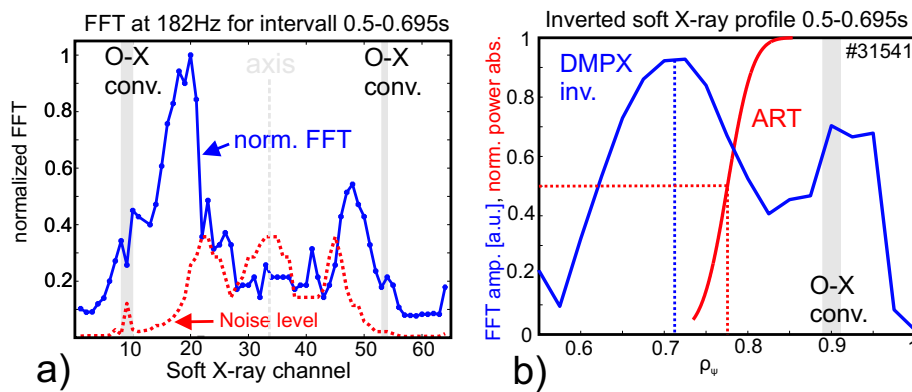 FFT at 182Hz for intervall 0.5-0.695s
normalized FFT
1
0.8
0.6
0.4
0.2
O-X
conv.
axis
O-X
conv.
norm. FFT
Noise level
10 20 30 40 50 60
Soft X-ray channel
a)
Inverted soft X-ray profile 0.5-0.695s
FFT amp. [a.u.], norm. power abs.
1
0.8
0.6
0.4
0.2
0
DMPX
inv.
#31541
ART
O-X
conv.
0.6 0.7 0.8 0.9 1
ρψ
b)